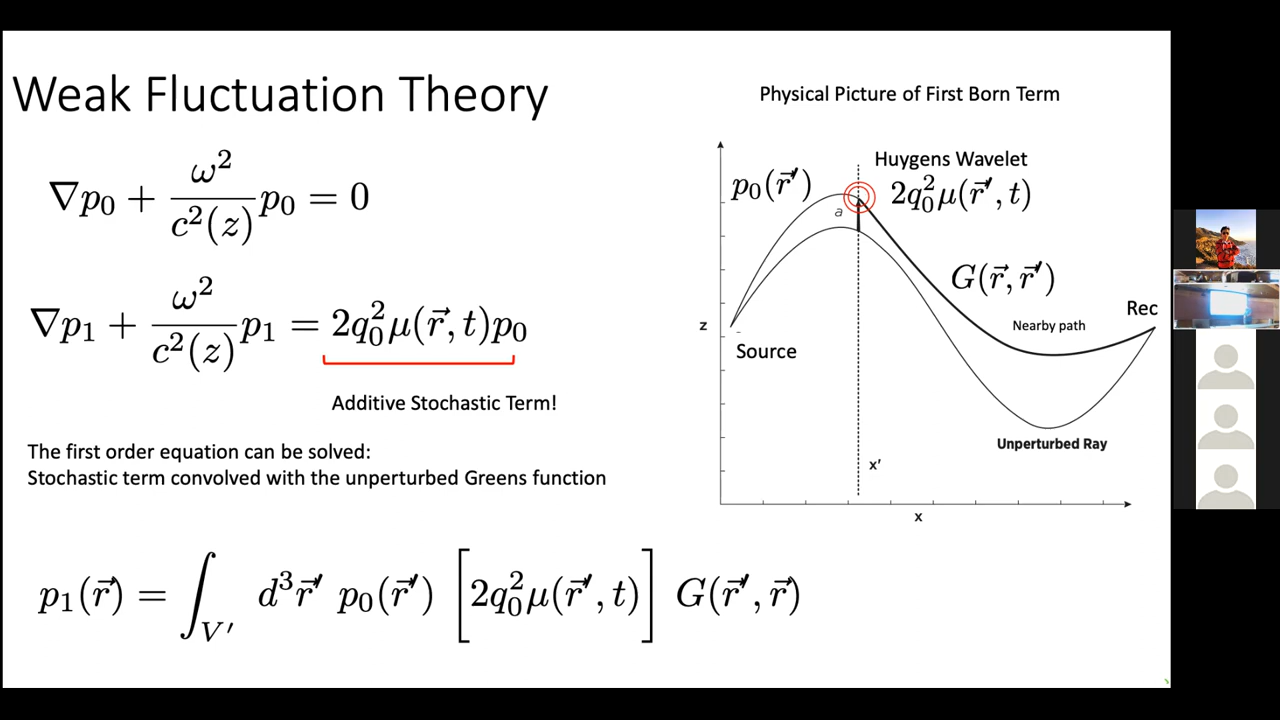 Weak Fluctuation Theory
∇p₀ + ω²/c²(z) p₀ = 0
∇p₁ + ω²/c²(z) p₁ = 2q₀²μ(r⃗, t)p₀
Additive Stochastic Term!
The first order equation can be solved:
Stochastic term convolved with the unperturbed Greens function
p₁(r⃗) = ∫_V′ d³r⃗′ p₀(r⃗′) [2q₀²μ(r⃗′, t)] G(r⃗′, r⃗)
Physical Picture of First Born Term
Huygens Wavelet
p₀(r⃗′)
2q₀²μ(r⃗′, t)
a
G(r⃗, r⃗′)
Rec
z
Nearby path
Source
Unperturbed Ray
x′
x